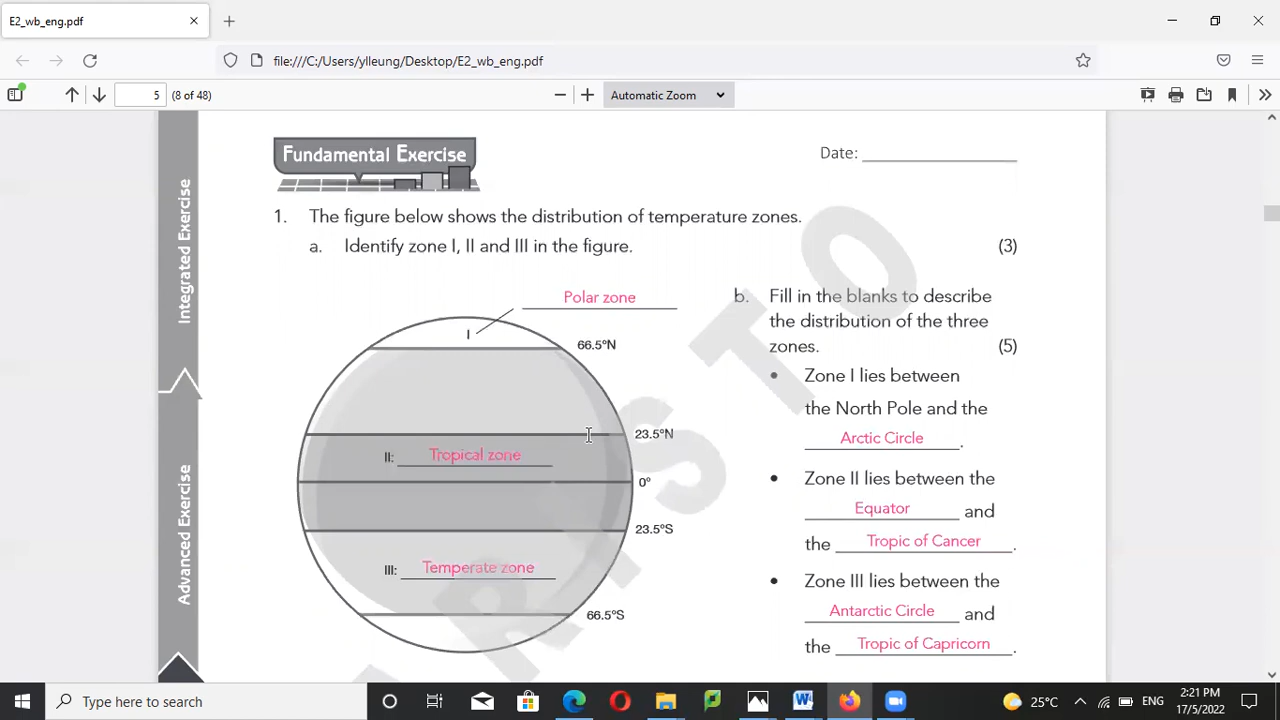 E2_wb_eng.pdf
file:///C:/Users/ylleung/Desktop/E2_wb_eng.pdf
5 (8 of 48)
Automatic Zoom
Integrated Exercise
Advanced Exercise
Fundamental Exercise
Date:
1. The figure below shows the distribution of temperature zones.
a. Identify zone I, II and III in the figure. (3)
Polar zone
I
66.5°N
23.5°N
II: Tropical zone
0°
23.5°S
III: Temperate zone
66.5°S
b. Fill in the blanks to describe
the distribution of the three
zones. (5)
• Zone I lies between
the North Pole and the
Arctic Circle.
• Zone II lies between the
Equator and
the Tropic of Cancer.
• Zone III lies between the
Antarctic Circle and
the Tropic of Capricorn.
ARISTO
Type here to search
25°C
ENG
2:21 PM
17/5/2022